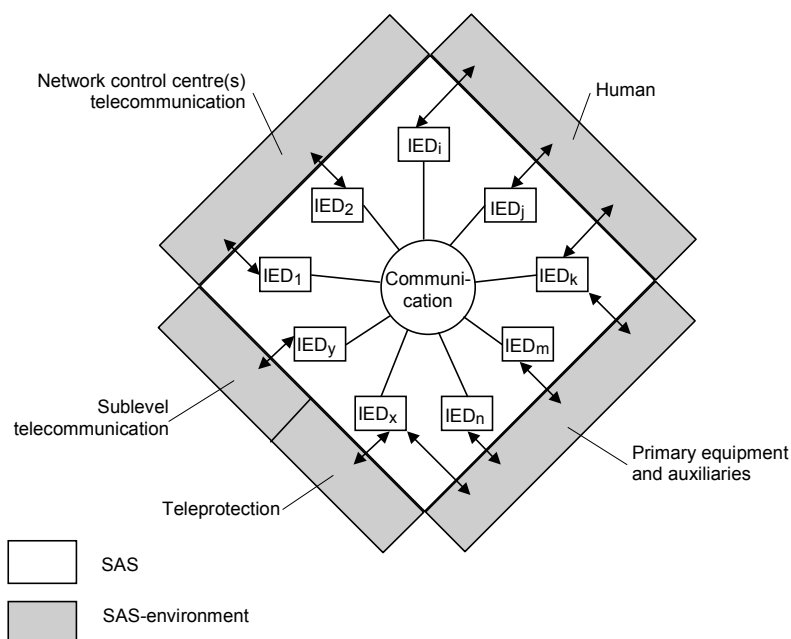 Network control centre(s)
telecommunication
Human
IEDi
IED2
IEDj
IED1
Communi-
cation
IEDk
IEDy
IEDm
IEDx
IEDn
Sublevel
telecommunication
Primary equipment
and auxiliaries
Teleprotection
SAS
SAS-environment